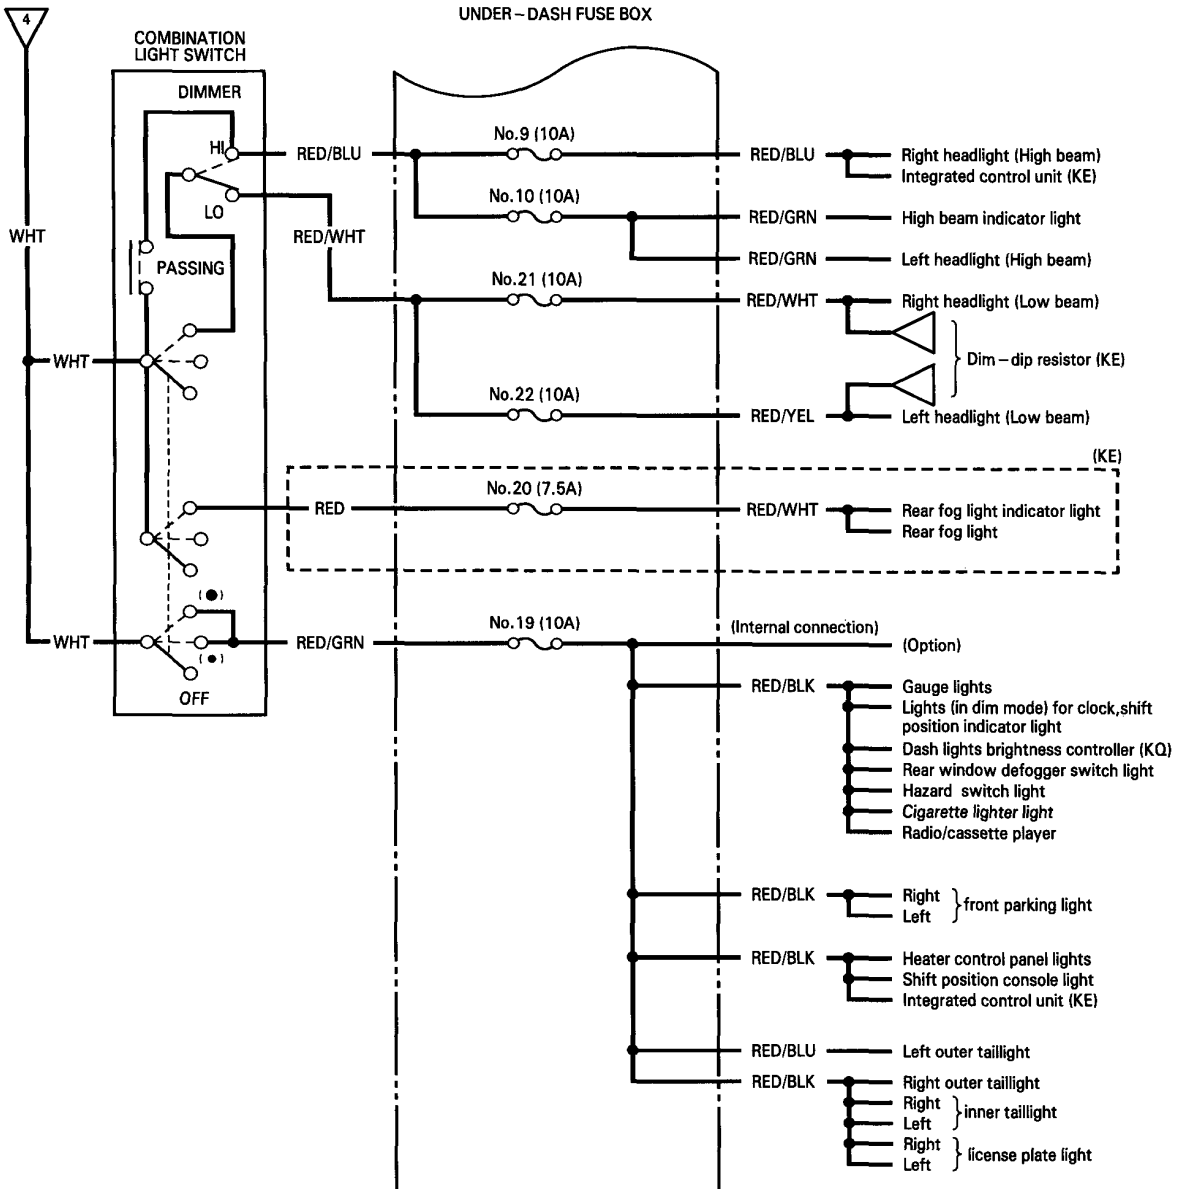 4
UNDER–DASH FUSE BOX
COMBINATION
LIGHT SWITCH
DIMMER
HI
LO
PASSING
WHT
WHT
WHT
OFF
RED/BLU
RED/WHT
RED
RED/GRN
No.9 (10A)
No.10 (10A)
No.21 (10A)
No.22 (10A)
No.20 (7.5A)
No.19 (10A)
RED/BLU
Right headlight (High beam)
Integrated control unit (KE)
RED/GRN
High beam indicator light
RED/GRN
Left headlight (High beam)
RED/WHT
Right headlight (Low beam)
Dim–dip resistor (KE)
RED/YEL
Left headlight (Low beam)
(KE)
RED/WHT
Rear fog light indicator light
Rear fog light
(Internal connection)
(Option)
RED/BLK
Gauge lights
Lights (in dim mode) for clock,shift
position indicator light
Dash lights brightness controller (KQ)
Rear window defogger switch light
Hazard switch light
Cigarette lighter light
Radio/cassette player
RED/BLK
Right
Left
front parking light
RED/BLK
Heater control panel lights
Shift position console light
Integrated control unit (KE)
RED/BLU
Left outer taillight
RED/BLK
Right outer taillight
Right
Left
inner taillight
Right
Left
license plate light